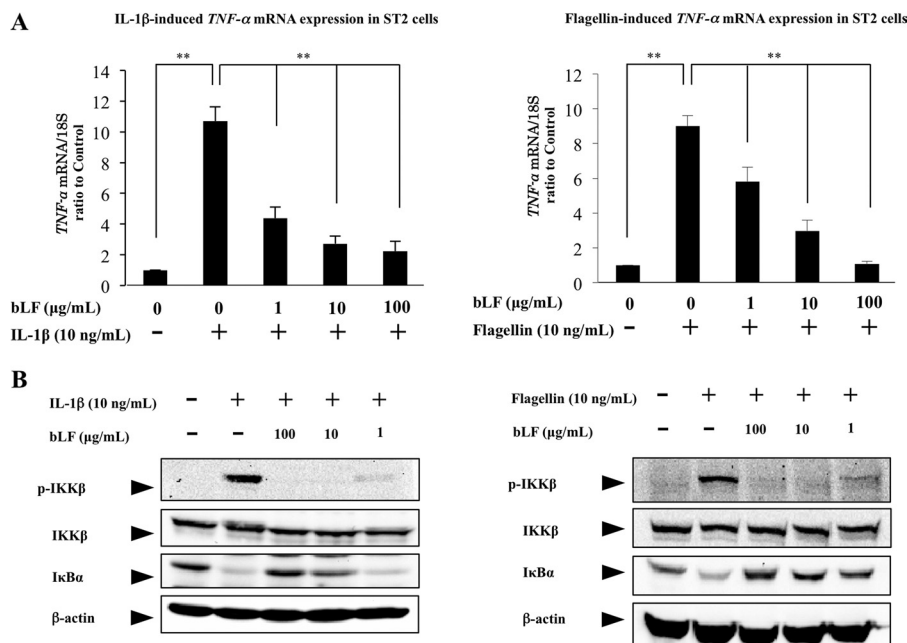 A
IL-1β-induced TNF-α mRNA expression in ST2 cells
**
**
14
12
10
8
6
4
2
0
TNF-α mRNA/18S
ratio to Control
bLF (μg/mL) 0 0 1 10 100
IL-1β (10 ng/mL) − + + + +
Flagellin-induced TNF-α mRNA expression in ST2 cells
**
**
12
10
8
6
4
2
0
TNF-α mRNA/18S
ratio to Control
bLF (μg/mL) 0 0 1 10 100
Flagellin (10 ng/mL) − + + + +
B
IL-1β (10 ng/mL) − + + + +
bLF (μg/mL) − − 100 10 1
p-IKKβ
IKKβ
IκBα
β-actin
Flagellin (10 ng/mL) − + + + +
bLF (μg/mL) − − 100 10 1
p-IKKβ
IKKβ
IκBα
β-actin